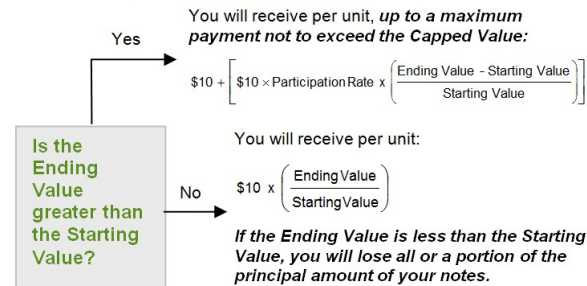 You will receive per unit, up to a maximum
payment not to exceed the Capped Value:
Yes
$10 + [ $10 × Participation Rate x ( Ending Value - Starting Value / Starting Value ) ]
Is the
Ending
Value
greater than
the Starting
Value?
No
You will receive per unit:
$10 x ( Ending Value / Starting Value )
If the Ending Value is less than the Starting
Value, you will lose all or a portion of the
principal amount of your notes.